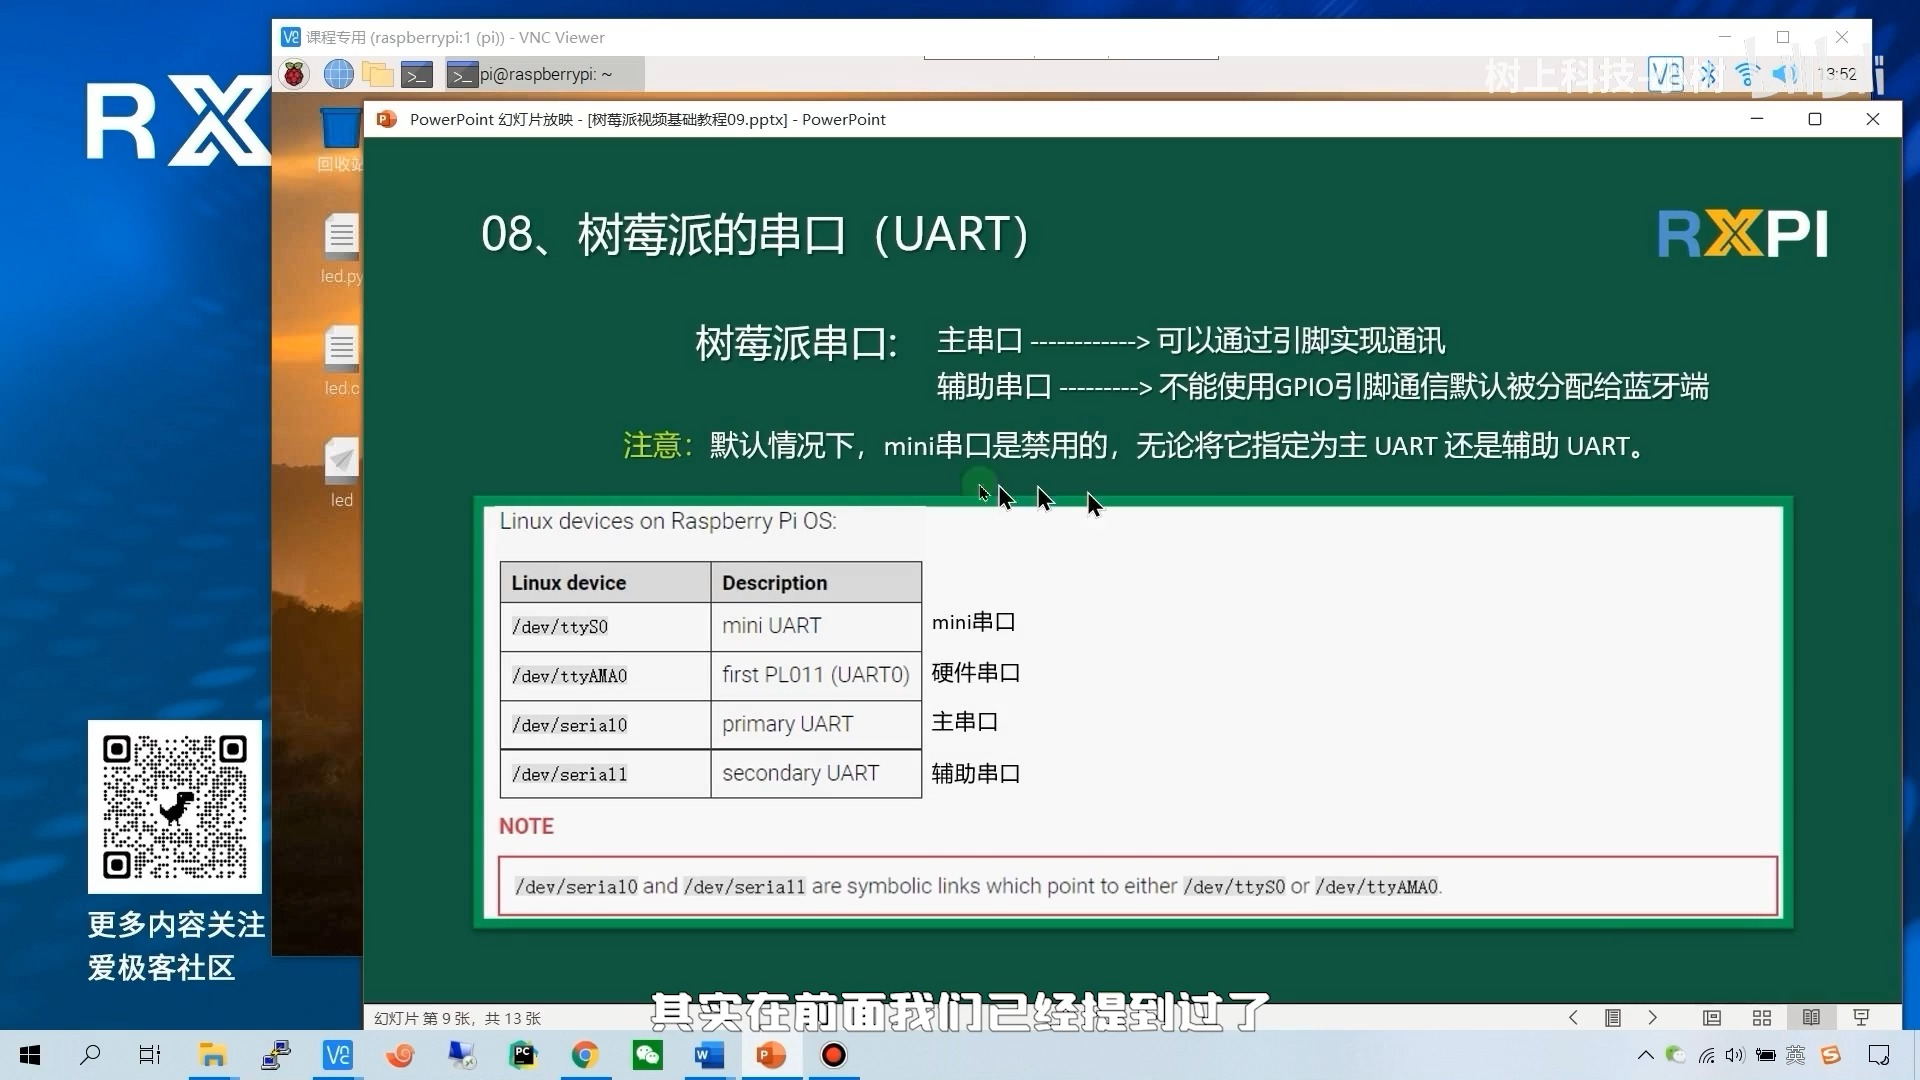 课程专用 (raspberrypi:1 (pi)) - VNC Viewer
pi@raspberrypi: ~
树上科技
13:52
RX
回收站
PowerPoint 幻灯片放映 - [树莓派视频基础教程09.pptx] - PowerPoint
led.py
led.c
led
08、树莓派的串口（UART）
RXPI
树莓派串口:
主串口 ------------> 可以通过引脚实现通讯
辅助串口 ---------> 不能使用GPIO引脚通信默认被分配给蓝牙端
注意：默认情况下，mini串口是禁用的，无论将它指定为主 UART 还是辅助 UART。
Linux devices on Raspberry Pi OS:
Linux device Description
/dev/ttyS0 mini UART mini串口
/dev/ttyAMA0 first PL011 (UART0) 硬件串口
/dev/serial0 primary UART 主串口
/dev/serial1 secondary UART 辅助串口
NOTE
/dev/serial0 and /dev/serial1 are symbolic links which point to either /dev/ttyS0 or /dev/ttyAMA0.
更多内容关注
爱极客社区
其实在前面我们已经提到过了
幻灯片 第 9 张，共 13 张
英